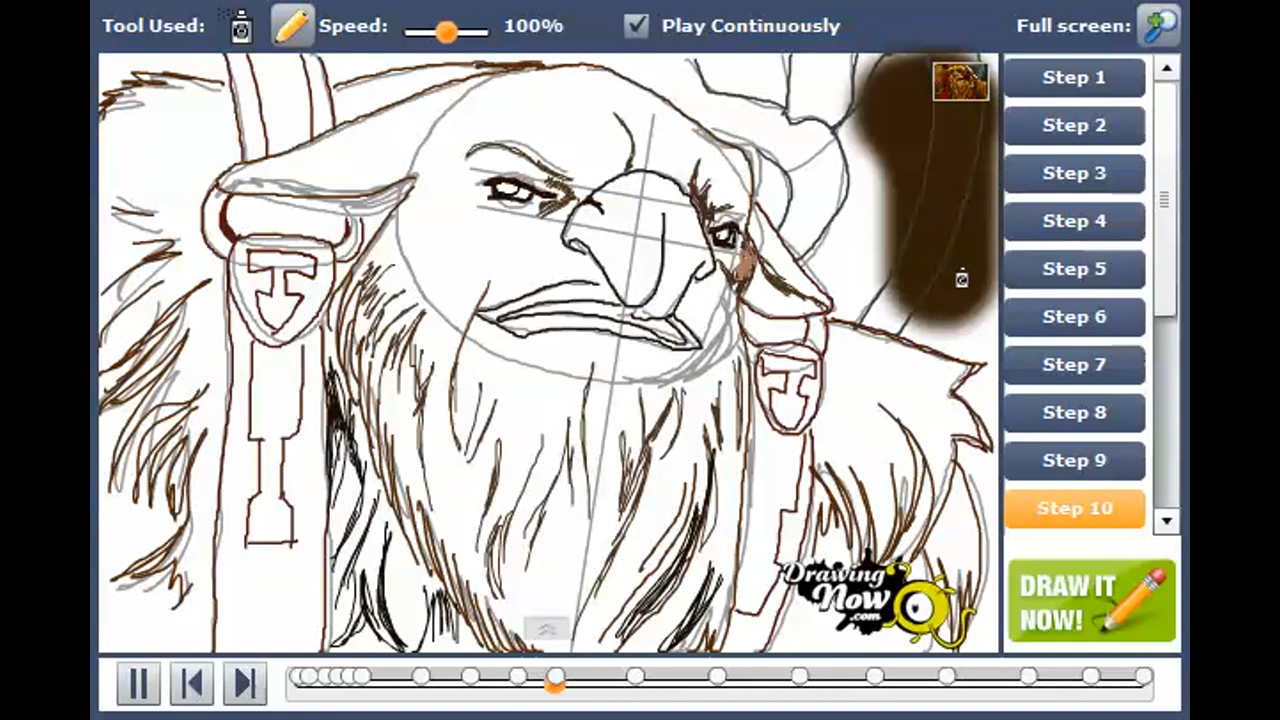 Tool Used:
Speed:
100%
Play Continuously
Full screen:
Step 1
Step 2
Step 3
Step 4
Step 5
Step 6
Step 7
Step 8
Step 9
Step 10
Drawing
Now
.com
DRAW IT
NOW!